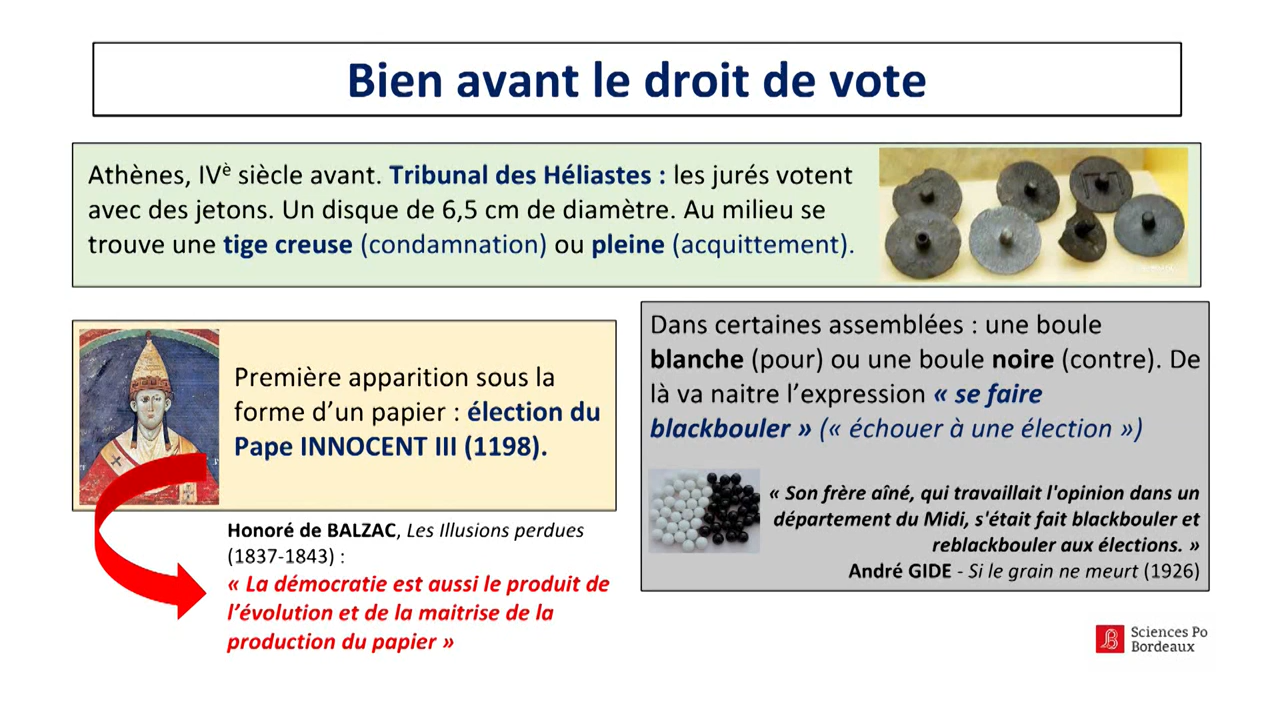 Bien avant le droit de vote
Athènes, IVè siècle avant. Tribunal des Héliastes : les jurés votent
avec des jetons. Un disque de 6,5 cm de diamètre. Au milieu se
trouve une tige creuse (condamnation) ou pleine (acquittement).
Première apparition sous la
forme d’un papier : élection du
Pape INNOCENT III (1198).
Honoré de BALZAC, Les Illusions perdues
(1837-1843) :
« La démocratie est aussi le produit de
l’évolution et de la maitrise de la
production du papier »
Dans certaines assemblées : une boule
blanche (pour) ou une boule noire (contre). De
là va naitre l’expression « se faire
blackbouler » (« échouer à une élection »)
« Son frère aîné, qui travaillait l'opinion dans un
département du Midi, s'était fait blackbouler et
reblackbouler aux élections. »
André GIDE - Si le grain ne meurt (1926)
Sciences Po
Bordeaux